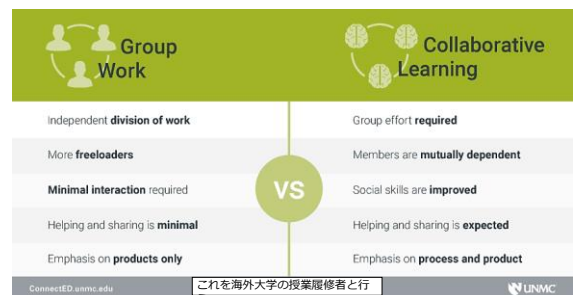 Group
Work
Collaborative
Learning
VS
Independent division of work
Group effort required
More freeloaders
Members are mutually dependent
Minimal interaction required
Social skills are improved
Helping and sharing is minimal
Helping and sharing is expected
Emphasis on products only
Emphasis on process and product
ConnectED.unmc.edu
これを海外大学の授業履修者と行
UNMC